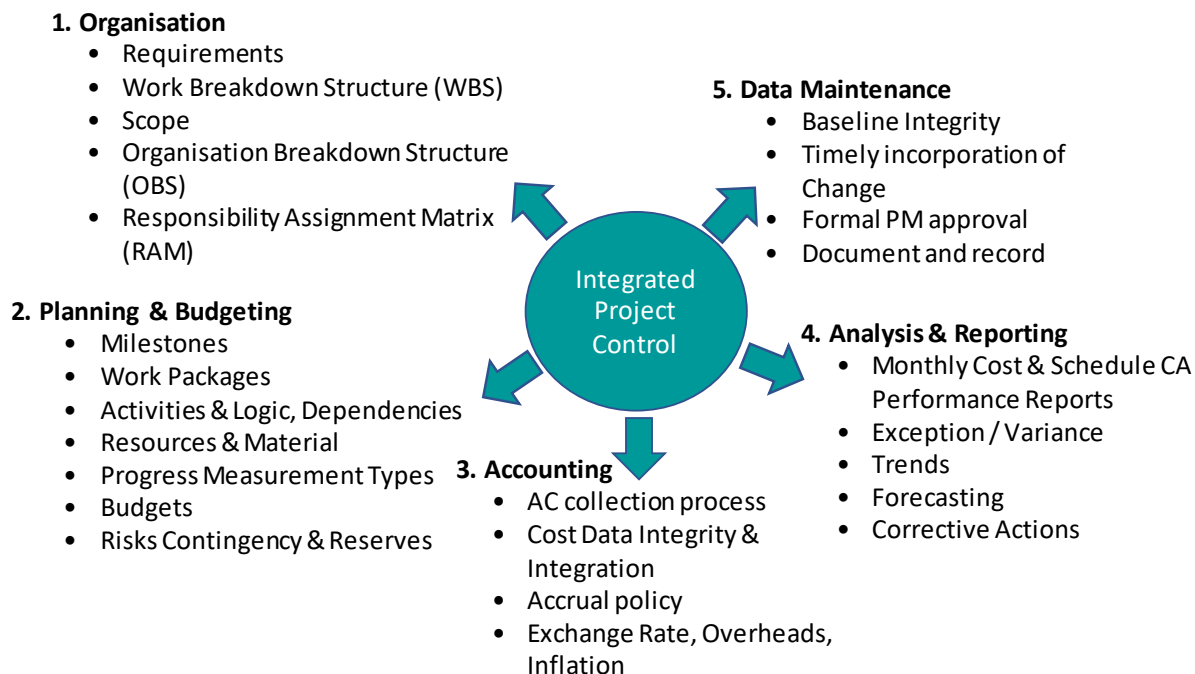 1. Organisation
• Requirements
• Work Breakdown Structure (WBS)
• Scope
• Organisation Breakdown Structure
(OBS)
• Responsibility Assignment Matrix
(RAM)
2. Planning & Budgeting
• Milestones
• Work Packages
• Activities & Logic, Dependencies
• Resources & Material
• Progress Measurement Types
• Budgets
• Risks Contingency & Reserves
Integrated
Project
Control
3. Accounting
• AC collection process
• Cost Data Integrity &
Integration
• Accrual policy
• Exchange Rate, Overheads,
Inflation
4. Analysis & Reporting
• Monthly Cost & Schedule CA
Performance Reports
• Exception / Variance
• Trends
• Forecasting
• Corrective Actions
5. Data Maintenance
• Baseline Integrity
• Timely incorporation of
Change
• Formal PM approval
• Document and record